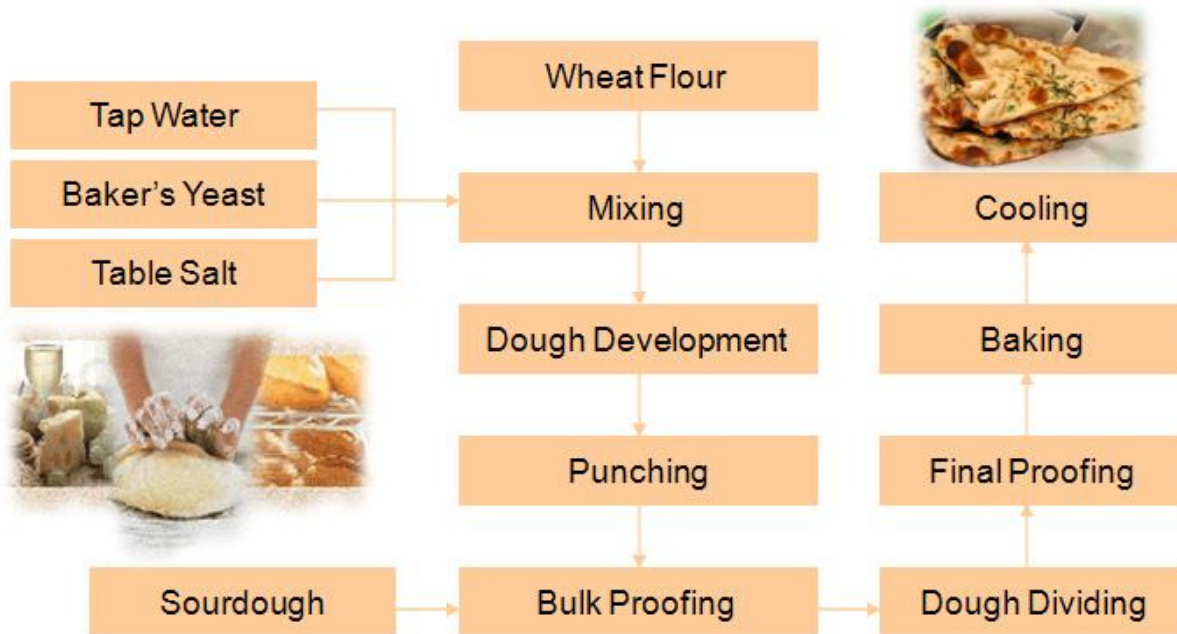 Wheat Flour
Tap Water
Baker's Yeast
Table Salt
Mixing
Cooling
Dough Development
Baking
Punching
Final Proofing
Sourdough
Bulk Proofing
Dough Dividing